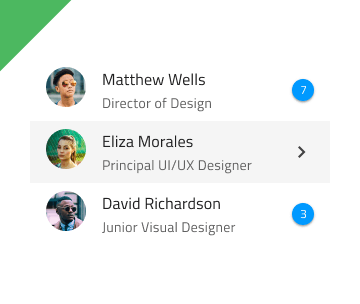 Matthew Wells
Director of Design
7
Eliza Morales
Principal UI/UX Designer
David Richardson
Junior Visual Designer
3